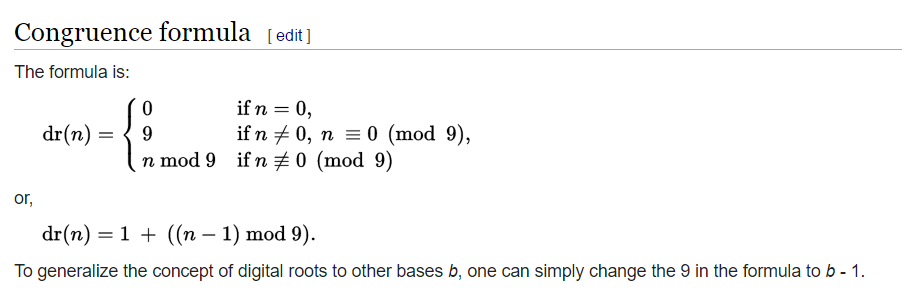 Congruence formula [ edit ]
The formula is:
0 if n = 0,
dr(n) = { 9 if n ≠ 0, n ≡ 0 (mod 9),
n mod 9 if n ≢ 0 (mod 9)
or,
dr(n) = 1 + ((n − 1) mod 9).
To generalize the concept of digital roots to other bases b, one can simply change the 9 in the formula to b - 1.